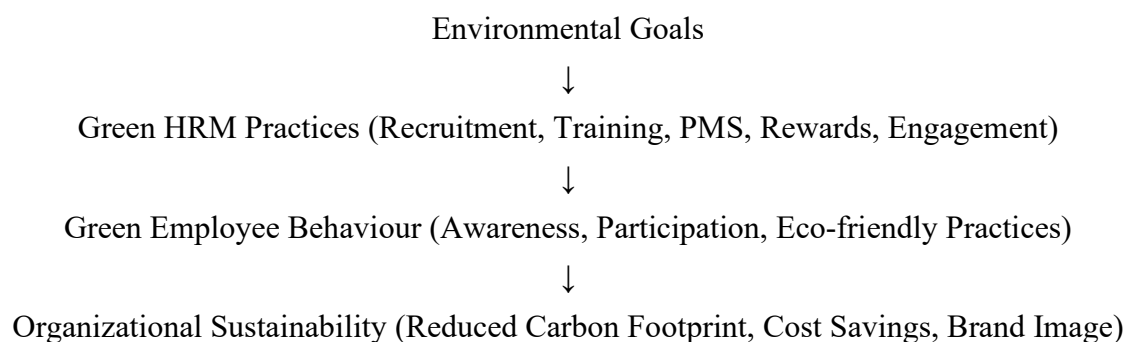 Environmental Goals
↓
Green HRM Practices (Recruitment, Training, PMS, Rewards, Engagement)
↓
Green Employee Behaviour (Awareness, Participation, Eco-friendly Practices)
↓
Organizational Sustainability (Reduced Carbon Footprint, Cost Savings, Brand Image)